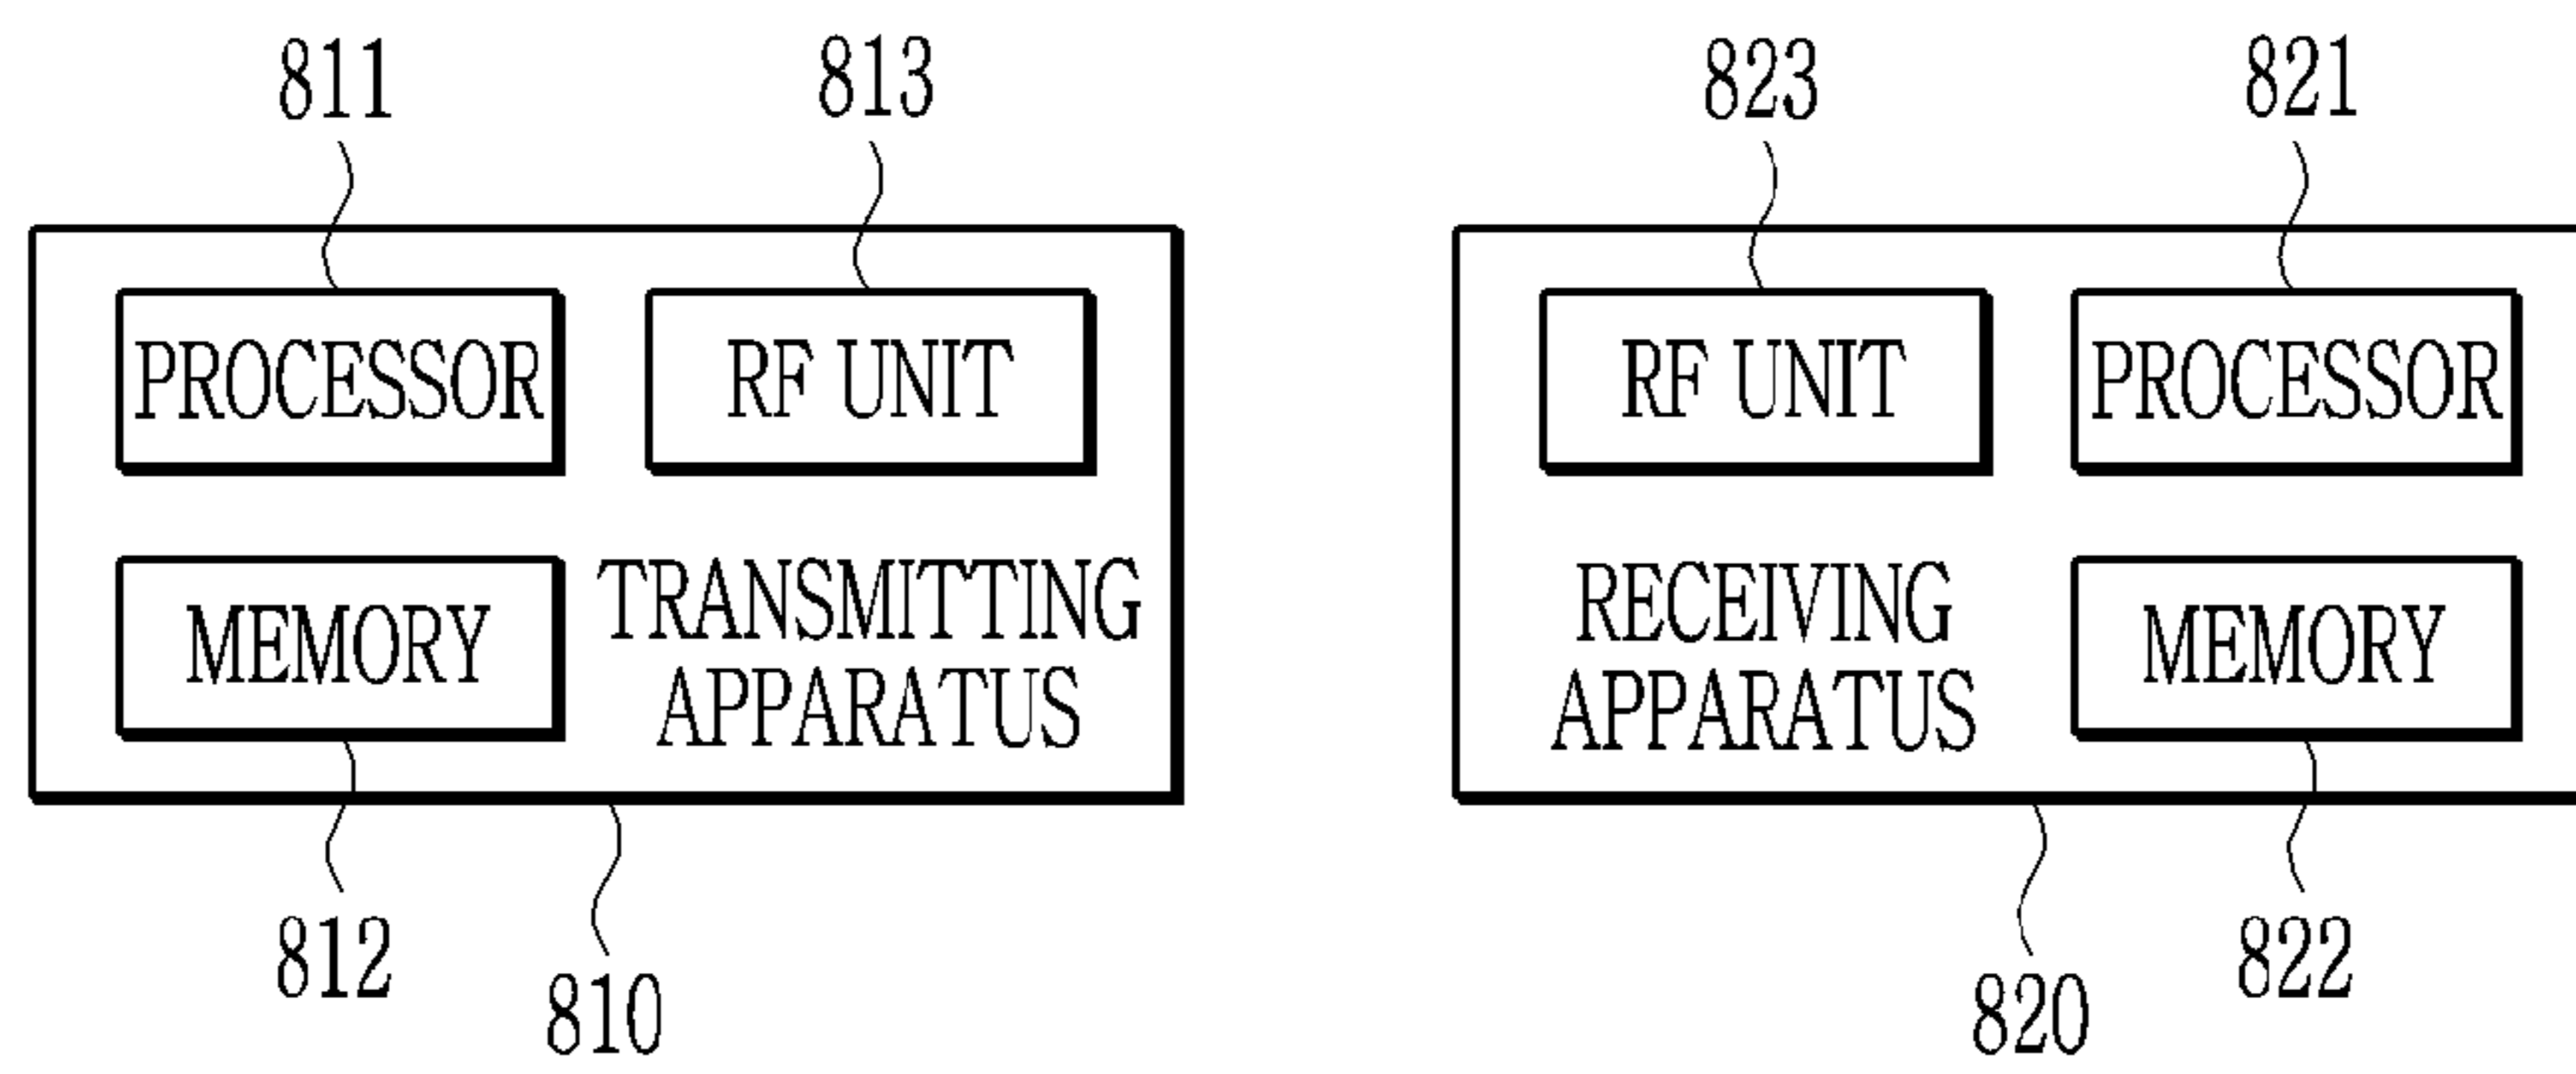 811 813 823 821
PROCESSOR RF UNIT RF UNIT PROCESSOR
MEMORY TRANSMITTING APPARATUS RECEIVING APPARATUS MEMORY
812 810 820 822